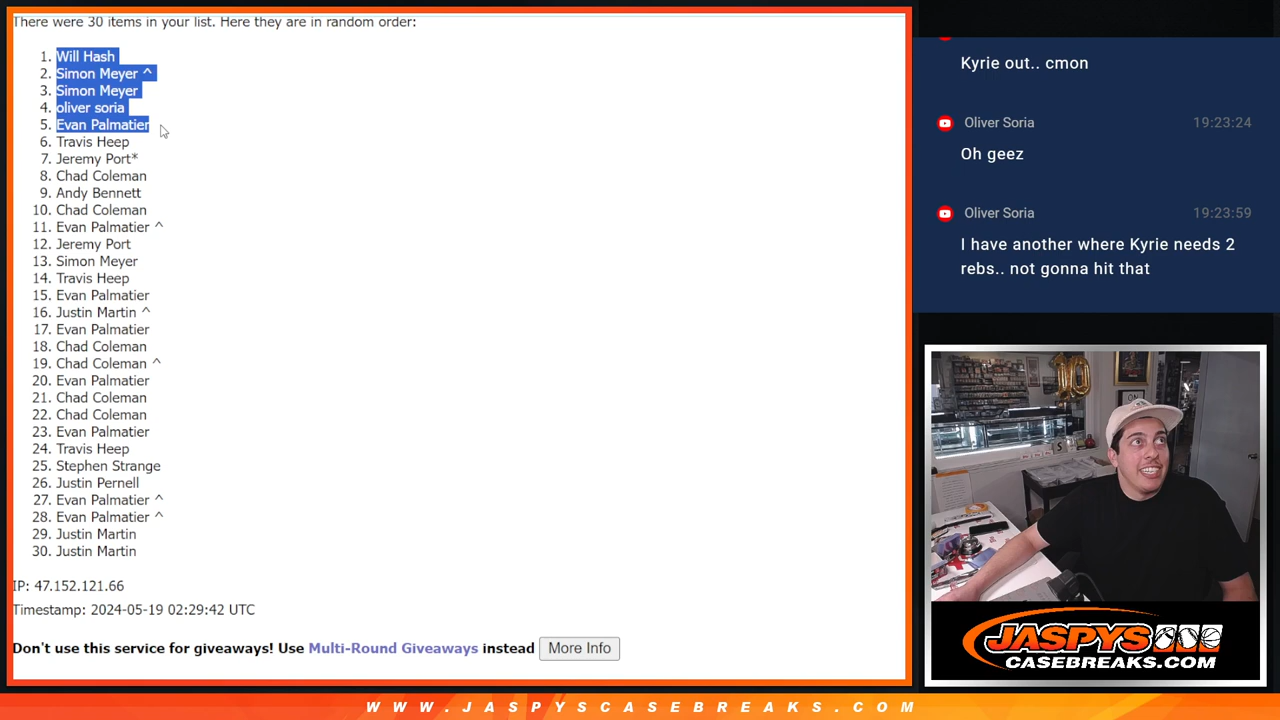 There were 30 items in your list. Here they are in random order:
1. Will Hash
2. Simon Meyer ^
3. Simon Meyer
4. oliver soria
5. Evan Palmatier
6. Travis Heep
7. Jeremy Port*
8. Chad Coleman
9. Andy Bennett
10. Chad Coleman
11. Evan Palmatier ^
12. Jeremy Port
13. Simon Meyer
14. Travis Heep
15. Evan Palmatier
16. Justin Martin ^
17. Evan Palmatier
18. Chad Coleman
19. Chad Coleman ^
20. Evan Palmatier
21. Chad Coleman
22. Chad Coleman
23. Evan Palmatier
24. Travis Heep
25. Stephen Strange
26. Justin Pernell
27. Evan Palmatier ^
28. Evan Palmatier ^
29. Justin Martin
30. Justin Martin
IP: 47.152.121.66
Timestamp: 2024-05-19 02:29:42 UTC
Don't use this service for giveaways! Use Multi-Round Giveaways instead More Info
Kyrie out.. cmon
Oliver Soria 19:23:24
Oh geez
Oliver Soria 19:23:59
I have another where Kyrie needs 2
rebs.. not gonna hit that
10
ON
S
JASPYS
CASEBREAKS.COM
WWW.JASPYSCASEBREAKS.COM